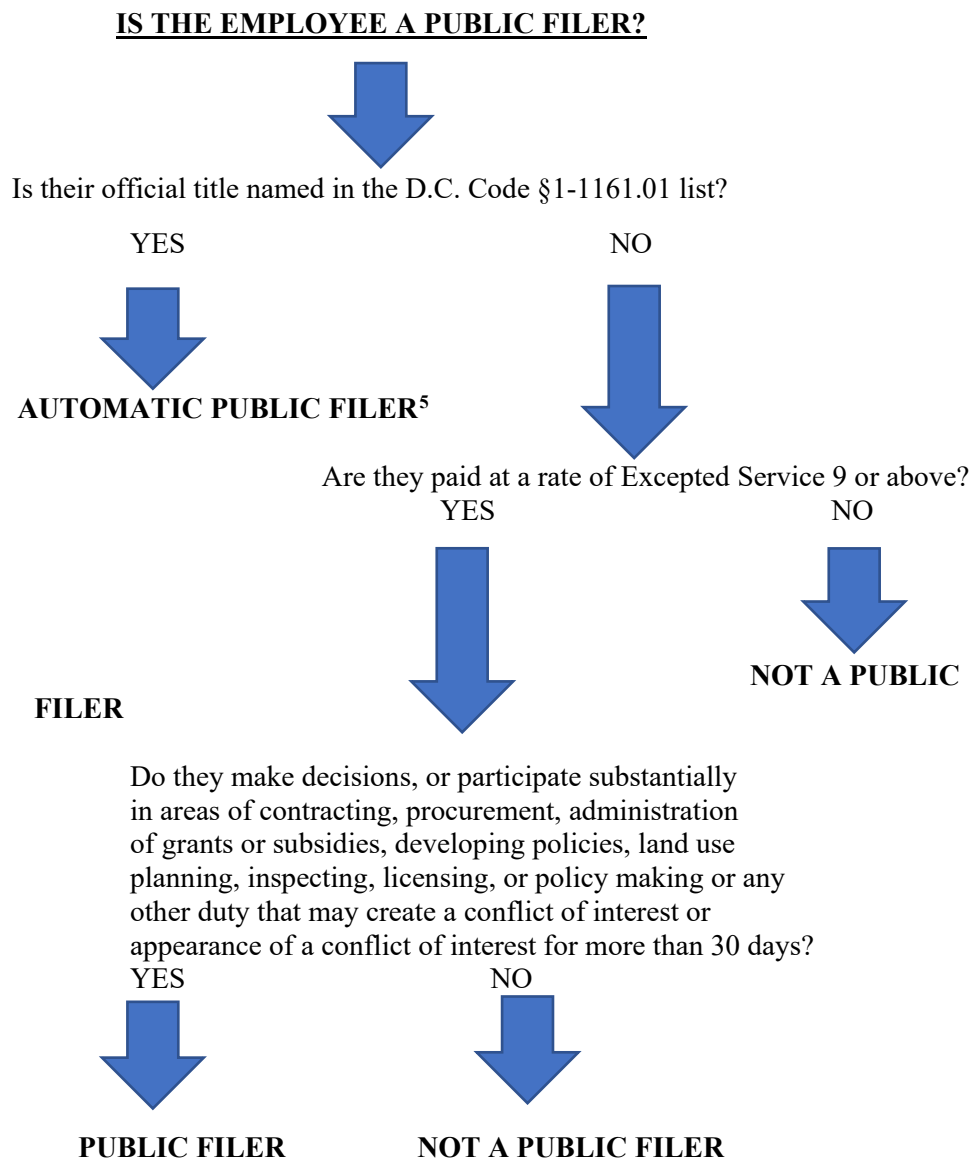 IS THE EMPLOYEE A PUBLIC FILER?
Is their official title named in the D.C. Code §1-1161.01 list?
YES NO
AUTOMATIC PUBLIC FILER⁵
Are they paid at a rate of Excepted Service 9 or above?
YES NO
NOT A PUBLIC
FILER
Do they make decisions, or participate substantially
in areas of contracting, procurement, administration
of grants or subsidies, developing policies, land use
planning, inspecting, licensing, or policy making or any
other duty that may create a conflict of interest or
appearance of a conflict of interest for more than 30 days?
YES NO
PUBLIC FILER NOT A PUBLIC FILER